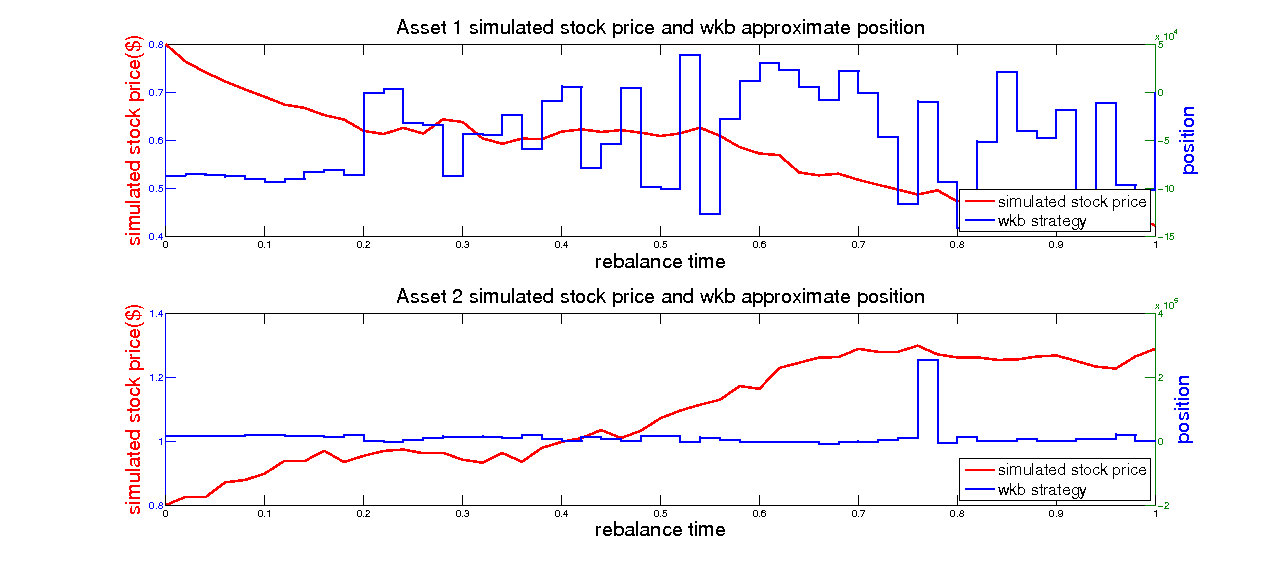 Asset 1 simulated stock price and wkb approximate position
x 10^4
simulated stock price($)
0.8
0.7
0.6
0.5
0.4
5
0
-5
-10
-15
position
simulated stock price
wkb strategy
0 0.1 0.2 0.3 0.4 0.5 0.6 0.7 0.8 0.9 1
rebalance time
Asset 2 simulated stock price and wkb approximate position
simulated stock price($)
1.4
1.2
1
0.8
4
2
0
-2
position
simulated stock price
wkb strategy
0 0.1 0.2 0.3 0.4 0.5 0.6 0.7 0.8 0.9 1
rebalance time